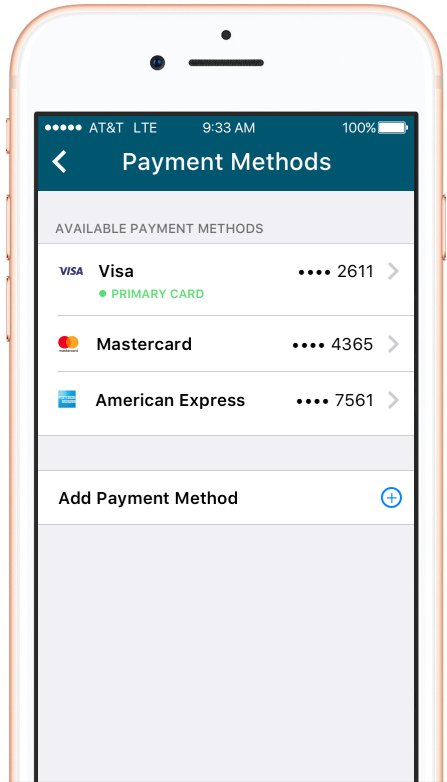 ●●●●● AT&T LTE 9:33 AM 100%
Payment Methods
AVAILABLE PAYMENT METHODS
VISA Visa •••• 2611
● PRIMARY CARD
Mastercard •••• 4365
mastercard
American Express •••• 7561
Add Payment Method